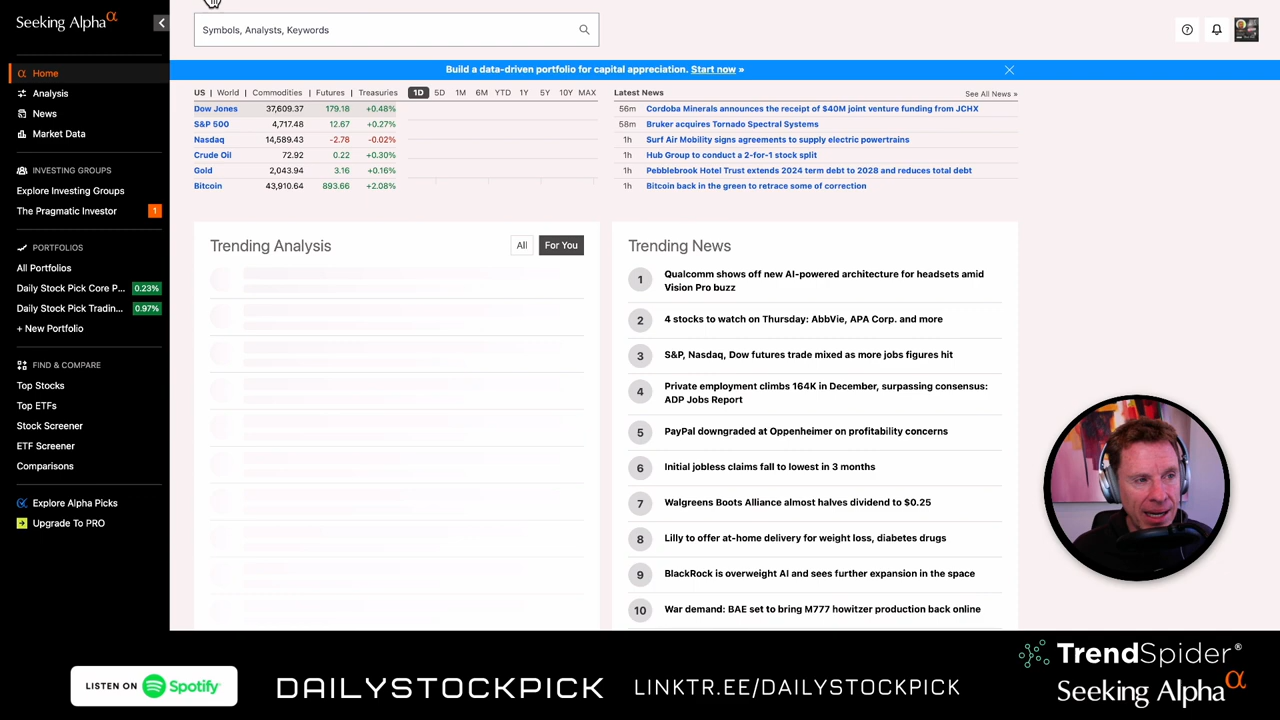 Seeking Alpha α
Symbols, Analysts, Keywords
Build a data-driven portfolio for capital appreciation. Start now »
Home
Analysis
News
Market Data
INVESTING GROUPS
Explore Investing Groups
The Pragmatic Investor 1
PORTFOLIOS
All Portfolios
Daily Stock Pick Core P... 0.23%
Daily Stock Pick Tradin... 0.97%
+ New Portfolio
FIND & COMPARE
Top Stocks
Top ETFs
Stock Screener
ETF Screener
Comparisons
Explore Alpha Picks
Upgrade To PRO
US | World | Commodities | Futures | Treasuries 1D 5D 1M 6M YTD 1Y 5Y 10Y MAX
Dow Jones 37,609.37 179.18 +0.48%
S&P 500 4,717.48 12.67 +0.27%
Nasdaq 14,589.43 -2.78 -0.02%
Crude Oil 72.92 0.22 +0.30%
Gold 2,043.94 3.16 +0.16%
Bitcoin 43,910.64 893.66 +2.08%
Latest News See All News »
56m Cordoba Minerals announces the receipt of $40M joint venture funding from JCHX
58m Bruker acquires Tornado Spectral Systems
1h Surf Air Mobility signs agreements to supply electric powertrains
1h Hub Group to conduct a 2-for-1 stock split
1h Pebblebrook Hotel Trust extends 2024 term debt to 2028 and reduces total debt
1h Bitcoin back in the green to retrace some of correction
Trending Analysis All For You
Trending News
1 Qualcomm shows off new AI-powered architecture for headsets amid
Vision Pro buzz
2 4 stocks to watch on Thursday: AbbVie, APA Corp. and more
3 S&P, Nasdaq, Dow futures trade mixed as more jobs figures hit
4 Private employment climbs 164K in December, surpassing consensus:
ADP Jobs Report
5 PayPal downgraded at Oppenheimer on profitability concerns
6 Initial jobless claims fall to lowest in 3 months
7 Walgreens Boots Alliance almost halves dividend to $0.25
8 Lilly to offer at-home delivery for weight loss, diabetes drugs
9 BlackRock is overweight AI and sees further expansion in the space
10 War demand: BAE set to bring M777 howitzer production back online
LISTEN ON Spotify
DAILYSTOCKPICK
LINKTR.EE/DAILYSTOCKPICK
TrendSpider®
Seeking Alpha α